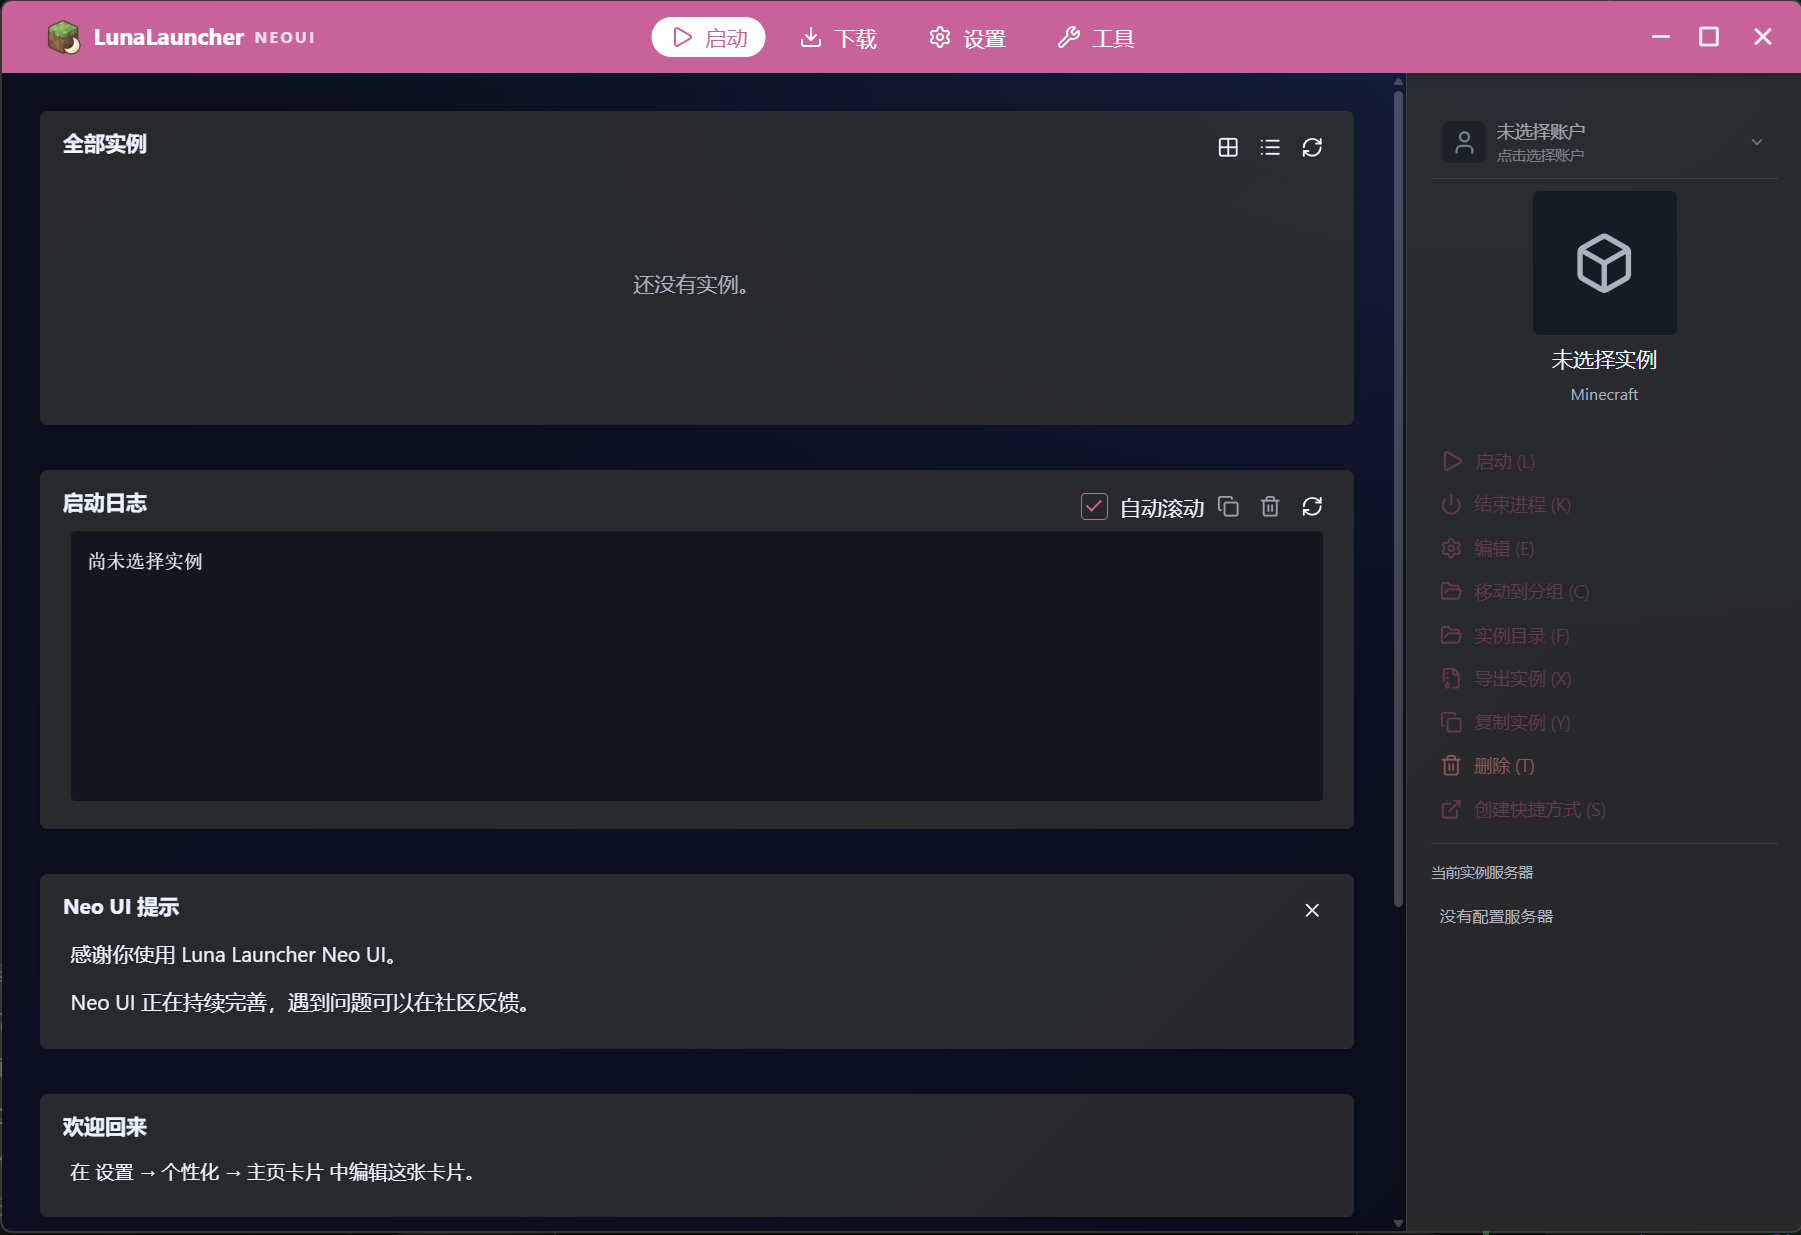 LunaLauncher NEOUI
启动
下载
设置
工具
全部实例
还没有实例。
启动日志
自动滚动
尚未选择实例
Neo UI 提示
感谢你使用 Luna Launcher Neo UI。
Neo UI 正在持续完善，遇到问题可以在社区反馈。
欢迎回来
在 设置 → 个性化 → 主页卡片 中编辑这张卡片。
未选择账户
点击选择账户
未选择实例
Minecraft
启动 (L)
结束进程 (K)
编辑 (E)
移动到分组 (C)
实例目录 (F)
导出实例 (X)
复制实例 (Y)
删除 (T)
创建快捷方式 (S)
当前实例服务器
没有配置服务器